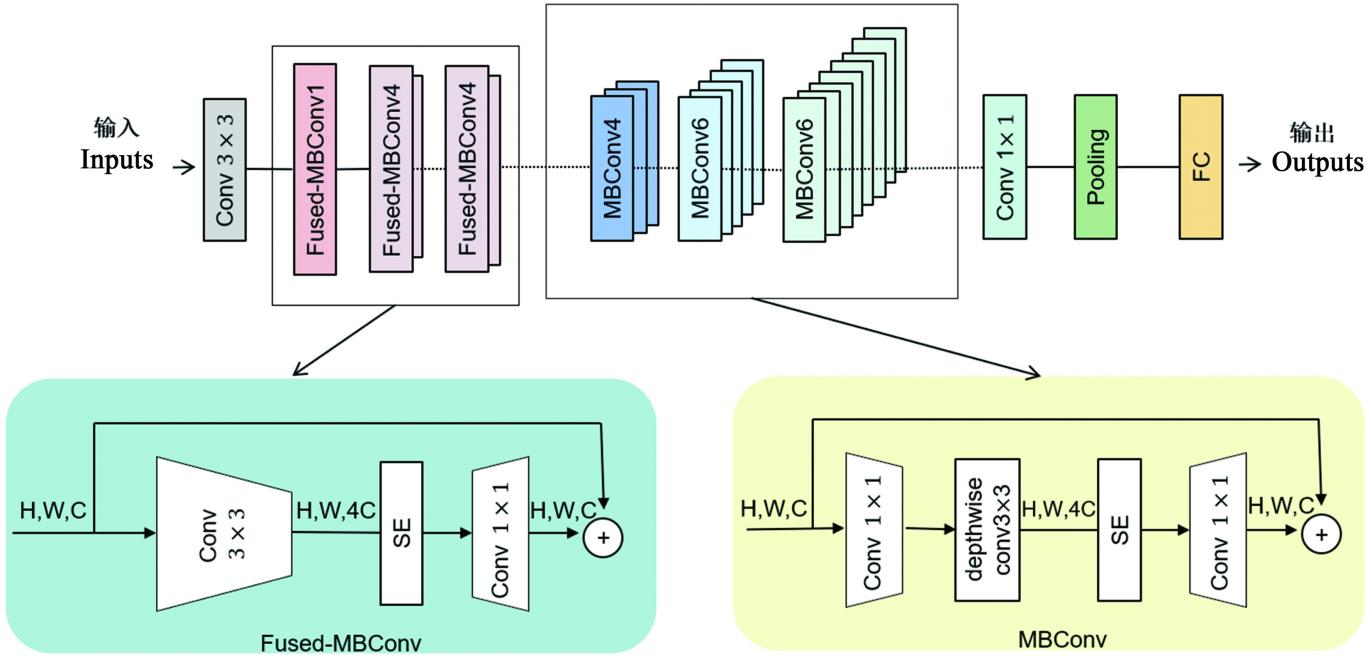 输入
Inputs
Conv 3×3
Fused-MBConv1
Fused-MBConv4
Fused-MBConv4
MBConv4
MBConv6
MBConv6
Conv 1×1
Pooling
FC
输出
Outputs
H,W,C
Conv
3×3
H,W,4C
SE
Conv 1×1
H,W,C
+
Fused-MBConv
H,W,C
Conv 1×1
depthwise
conv3×3
H,W,4C
SE
Conv 1×1
H,W,C
+
MBConv